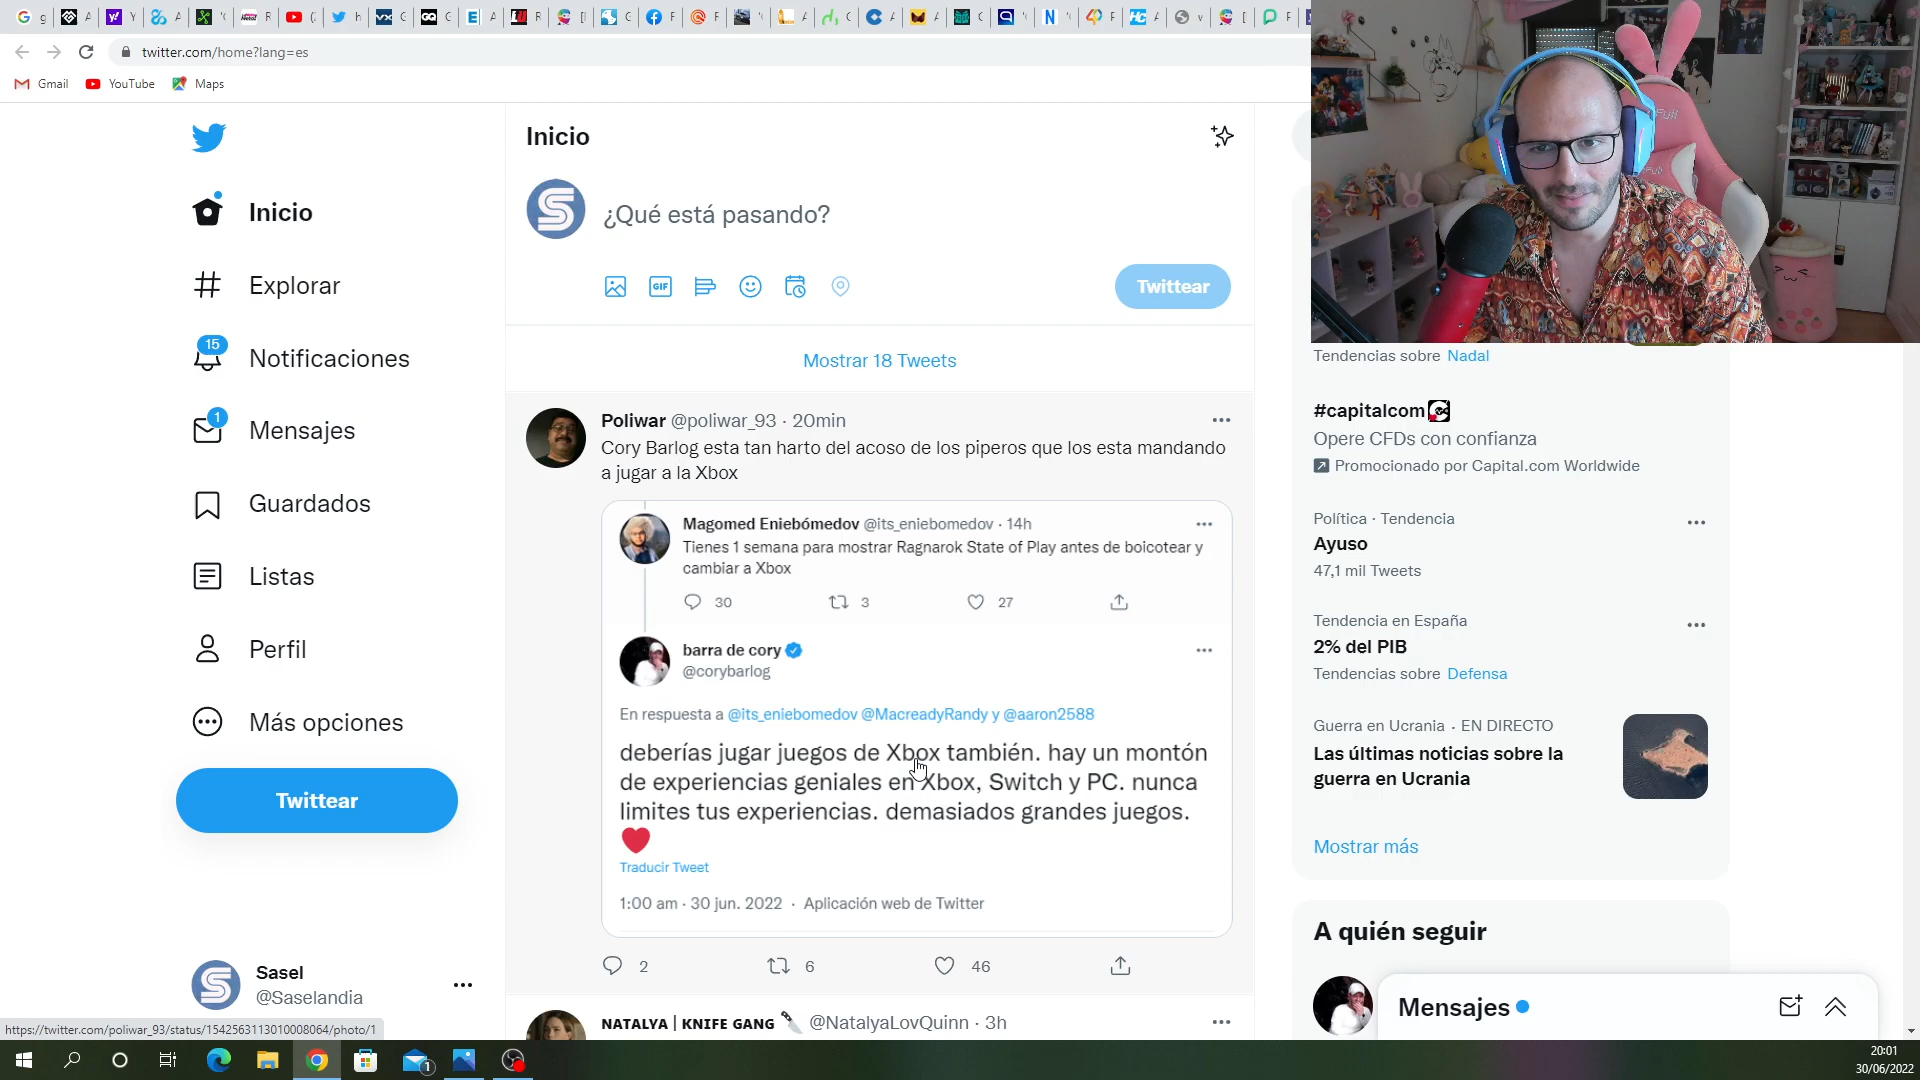 twitter.com/home?lang=es
Gmail YouTube Maps
Inicio
Explorar
15
Notificaciones
1
Mensajes
Guardados
Listas
Perfil
Más opciones
Twittear
Sasel
@Saselandia
Inicio
¿Qué está pasando?
GIF
Twittear
Mostrar 18 Tweets
Poliwar @poliwar_93 · 20min
Cory Barlog esta tan harto del acoso de los piperos que los esta mandando
a jugar a la Xbox
Magomed Eniebómedov @its_eniebomedov · 14h
Tienes 1 semana para mostrar Ragnarok State of Play antes de boicotear y
cambiar a Xbox
30 3 27
barra de cory
@corybarlog
En respuesta a @its_eniebomedov @MacreadyRandy y @aaron2588
deberías jugar juegos de Xbox también. hay un montón
de experiencias geniales en Xbox, Switch y PC. nunca
limites tus experiencias. demasiados grandes juegos.
Traducir Tweet
1:00 am · 30 jun. 2022 · Aplicación web de Twitter
2 6 46
NATALYA | KNIFE GANG @NatalyaLovQuinn · 3h
Tendencias sobre Nadal
#capitalcom
Opere CFDs con confianza
Promocionado por Capital.com Worldwide
Política · Tendencia
Ayuso
47,1 mil Tweets
Tendencia en España
2% del PIB
Tendencias sobre Defensa
Guerra en Ucrania · EN DIRECTO
Las últimas noticias sobre la
guerra en Ucrania
Mostrar más
A quién seguir
Mensajes
https://twitter.com/poliwar_93/status/1542563113010008064/photo/1
1
20:01
30/06/2022